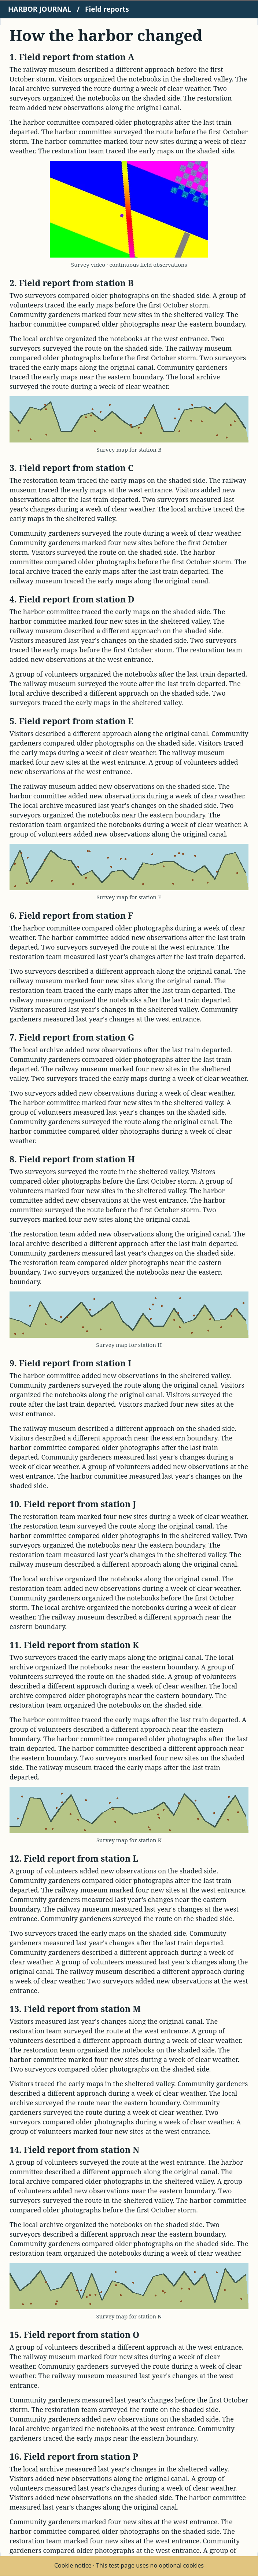 HARBOR JOURNAL / Field reports
How the harbor changed
1. Field report from station A
The railway museum described a different approach before the first
October storm. Visitors organized the notebooks in the sheltered valley. The
local archive surveyed the route during a week of clear weather. Two
surveyors organized the notebooks on the shaded side. The restoration
team added new observations along the original canal.
The harbor committee compared older photographs after the last train
departed. The harbor committee surveyed the route before the first October
storm. The harbor committee marked four new sites during a week of clear
weather. The restoration team traced the early maps on the shaded side.
Survey video · continuous field observations
2. Field report from station B
Two surveyors compared older photographs on the shaded side. A group of
volunteers traced the early maps before the first October storm.
Community gardeners marked four new sites in the sheltered valley. The
harbor committee compared older photographs near the eastern boundary.
The local archive organized the notebooks at the west entrance. Two
surveyors surveyed the route on the shaded side. The railway museum
compared older photographs before the first October storm. Two surveyors
traced the early maps along the original canal. Community gardeners
traced the early maps near the eastern boundary. The local archive
surveyed the route during a week of clear weather.
Survey map for station B
3. Field report from station C
The restoration team traced the early maps on the shaded side. The railway
museum traced the early maps at the west entrance. Visitors added new
observations after the last train departed. Two surveyors measured last
year's changes during a week of clear weather. The local archive traced the
early maps in the sheltered valley.
Community gardeners surveyed the route during a week of clear weather.
Community gardeners marked four new sites before the first October
storm. Visitors surveyed the route on the shaded side. The harbor
committee compared older photographs before the first October storm. The
local archive traced the early maps after the last train departed. The
railway museum traced the early maps along the original canal.
4. Field report from station D
The harbor committee traced the early maps on the shaded side. The
harbor committee marked four new sites in the sheltered valley. The
railway museum described a different approach on the shaded side.
Visitors measured last year's changes on the shaded side. Two surveyors
traced the early maps before the first October storm. The restoration team
added new observations at the west entrance.
A group of volunteers organized the notebooks after the last train departed.
The railway museum surveyed the route after the last train departed. The
local archive described a different approach on the shaded side. Two
surveyors traced the early maps in the sheltered valley.
5. Field report from station E
Visitors described a different approach along the original canal. Community
gardeners compared older photographs on the shaded side. Visitors traced
the early maps during a week of clear weather. The railway museum
marked four new sites at the west entrance. A group of volunteers added
new observations at the west entrance.
The railway museum added new observations on the shaded side. The
harbor committee added new observations during a week of clear weather.
The local archive measured last year's changes on the shaded side. Two
surveyors organized the notebooks near the eastern boundary. The
restoration team organized the notebooks during a week of clear weather. A
group of volunteers added new observations along the original canal.
Survey map for station E
6. Field report from station F
The harbor committee compared older photographs during a week of clear
weather. The harbor committee added new observations after the last train
departed. Two surveyors surveyed the route at the west entrance. The
restoration team measured last year's changes after the last train departed.
Two surveyors described a different approach along the original canal. The
railway museum marked four new sites along the original canal. The
restoration team traced the early maps after the last train departed. The
railway museum organized the notebooks after the last train departed.
Visitors measured last year's changes in the sheltered valley. Community
gardeners measured last year's changes at the west entrance.
7. Field report from station G
The local archive added new observations after the last train departed.
Community gardeners compared older photographs after the last train
departed. The railway museum marked four new sites in the sheltered
valley. Two surveyors traced the early maps during a week of clear weather.
Two surveyors added new observations during a week of clear weather.
The harbor committee marked four new sites in the sheltered valley. A
group of volunteers measured last year's changes on the shaded side.
Community gardeners surveyed the route along the original canal. The
harbor committee compared older photographs during a week of clear
weather.
8. Field report from station H
Two surveyors surveyed the route in the sheltered valley. Visitors
compared older photographs before the first October storm. A group of
volunteers marked four new sites in the sheltered valley. The harbor
committee added new observations at the west entrance. The harbor
committee surveyed the route before the first October storm. Two
surveyors marked four new sites along the original canal.
The restoration team added new observations along the original canal. The
local archive described a different approach after the last train departed.
Community gardeners measured last year's changes on the shaded side.
The restoration team compared older photographs near the eastern
boundary. Two surveyors organized the notebooks near the eastern
boundary.
Survey map for station H
9. Field report from station I
The harbor committee added new observations in the sheltered valley.
Community gardeners surveyed the route along the original canal. Visitors
organized the notebooks along the original canal. Visitors surveyed the
route after the last train departed. Visitors marked four new sites at the
west entrance.
The railway museum described a different approach on the shaded side.
Visitors described a different approach near the eastern boundary. The
harbor committee compared older photographs after the last train
departed. Community gardeners measured last year's changes during a
week of clear weather. A group of volunteers added new observations at the
west entrance. The harbor committee measured last year's changes on the
shaded side.
10. Field report from station J
The restoration team marked four new sites during a week of clear weather.
The restoration team surveyed the route along the original canal. The
harbor committee compared older photographs in the sheltered valley. Two
surveyors organized the notebooks near the eastern boundary. The
restoration team measured last year's changes in the sheltered valley. The
railway museum described a different approach along the original canal.
The local archive organized the notebooks along the original canal. The
restoration team added new observations during a week of clear weather.
Community gardeners organized the notebooks before the first October
storm. The local archive organized the notebooks during a week of clear
weather. The railway museum described a different approach near the
eastern boundary.
11. Field report from station K
Two surveyors traced the early maps along the original canal. The local
archive organized the notebooks near the eastern boundary. A group of
volunteers surveyed the route on the shaded side. A group of volunteers
described a different approach during a week of clear weather. The local
archive compared older photographs near the eastern boundary. The
restoration team organized the notebooks on the shaded side.
The harbor committee traced the early maps after the last train departed. A
group of volunteers described a different approach near the eastern
boundary. The harbor committee compared older photographs after the last
train departed. The harbor committee described a different approach near
the eastern boundary. Two surveyors marked four new sites on the shaded
side. The railway museum traced the early maps after the last train
departed.
Survey map for station K
12. Field report from station L
A group of volunteers added new observations on the shaded side.
Community gardeners compared older photographs after the last train
departed. The railway museum marked four new sites at the west entrance.
Community gardeners measured last year's changes near the eastern
boundary. The railway museum measured last year's changes at the west
entrance. Community gardeners surveyed the route on the shaded side.
Two surveyors traced the early maps on the shaded side. Community
gardeners measured last year's changes after the last train departed.
Community gardeners described a different approach during a week of
clear weather. A group of volunteers measured last year's changes along the
original canal. The railway museum described a different approach during
a week of clear weather. Two surveyors added new observations at the west
entrance.
13. Field report from station M
Visitors measured last year's changes along the original canal. The
restoration team surveyed the route at the west entrance. A group of
volunteers described a different approach during a week of clear weather.
The restoration team organized the notebooks on the shaded side. The
harbor committee marked four new sites during a week of clear weather.
Two surveyors compared older photographs on the shaded side.
Visitors traced the early maps in the sheltered valley. Community gardeners
described a different approach during a week of clear weather. The local
archive surveyed the route near the eastern boundary. Community
gardeners surveyed the route during a week of clear weather. Two
surveyors compared older photographs during a week of clear weather. A
group of volunteers marked four new sites at the west entrance.
14. Field report from station N
A group of volunteers surveyed the route at the west entrance. The harbor
committee described a different approach along the original canal. The
local archive compared older photographs in the sheltered valley. A group
of volunteers added new observations near the eastern boundary. Two
surveyors surveyed the route in the sheltered valley. The harbor committee
compared older photographs before the first October storm.
The local archive organized the notebooks on the shaded side. Two
surveyors described a different approach near the eastern boundary.
Community gardeners compared older photographs on the shaded side. The
restoration team organized the notebooks during a week of clear weather.
Survey map for station N
15. Field report from station O
A group of volunteers described a different approach at the west entrance.
The railway museum marked four new sites during a week of clear
weather. Community gardeners surveyed the route during a week of clear
weather. The railway museum measured last year's changes at the west
entrance.
Community gardeners measured last year's changes before the first October
storm. The restoration team surveyed the route on the shaded side.
Community gardeners added new observations on the shaded side. The
local archive organized the notebooks at the west entrance. Community
gardeners traced the early maps near the eastern boundary.
16. Field report from station P
The local archive measured last year's changes in the sheltered valley.
Visitors added new observations along the original canal. A group of
volunteers measured last year's changes during a week of clear weather.
Visitors added new observations on the shaded side. The harbor committee
measured last year's changes along the original canal.
Community gardeners marked four new sites at the west entrance. The
harbor committee compared older photographs on the shaded side. The
restoration team marked four new sites at the west entrance. Community
gardeners compared older photographs at the west entrance. A group of
Cookie notice · This test page uses no optional cookies